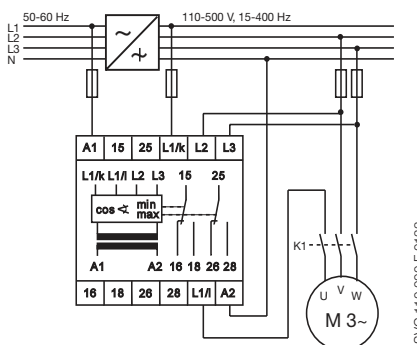 50-60 Hz
110-500 V, 15-400 Hz
L1
L2
L3
N
A1 15 25 L1/k L2 L3
L1/k L1/l L2 L3 15 25
cos ∢ min
max
A1 A2 16 18 26 28
16 18 26 28 L1/l A2
K1
U V W
M 3~